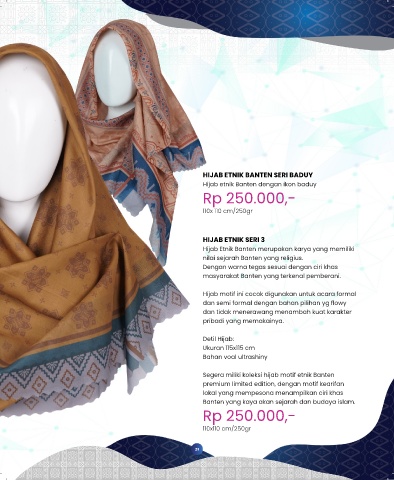 HIJAB ETNIK BANTEN SERI BADUY
Hijab etnik Banten dengan ikon baduy
Rp 250.000,-
110x 110 cm/250gr
HIJAB ETNIK SERI 3
Hijab Etnik Banten merupakan karya yang memiliki
nilai sejarah Banten yang religius.
Dengan warna tegas sesuai dengan ciri khas
masyarakat Banten yang terkenal pemberani.
Hijab motif ini cocok digunakan untuk acara formal
dan semi formal dengan bahan pilihan yg flowy
dan tidak menerawang menambah kuat karakter
pribadi yang memakainya.
Detil Hijab:
Ukuran 115x115 cm
Bahan voal ultrashiny
Segera miliki koleksi hijab motif etnik Banten
premium limited edition, dengan motif kearifan
lokal yang mempesona menampilkan ciri khas
Banten yang kaya akan sejarah dan budaya islam.
Rp 250.000,-
110x110 cm/250gr